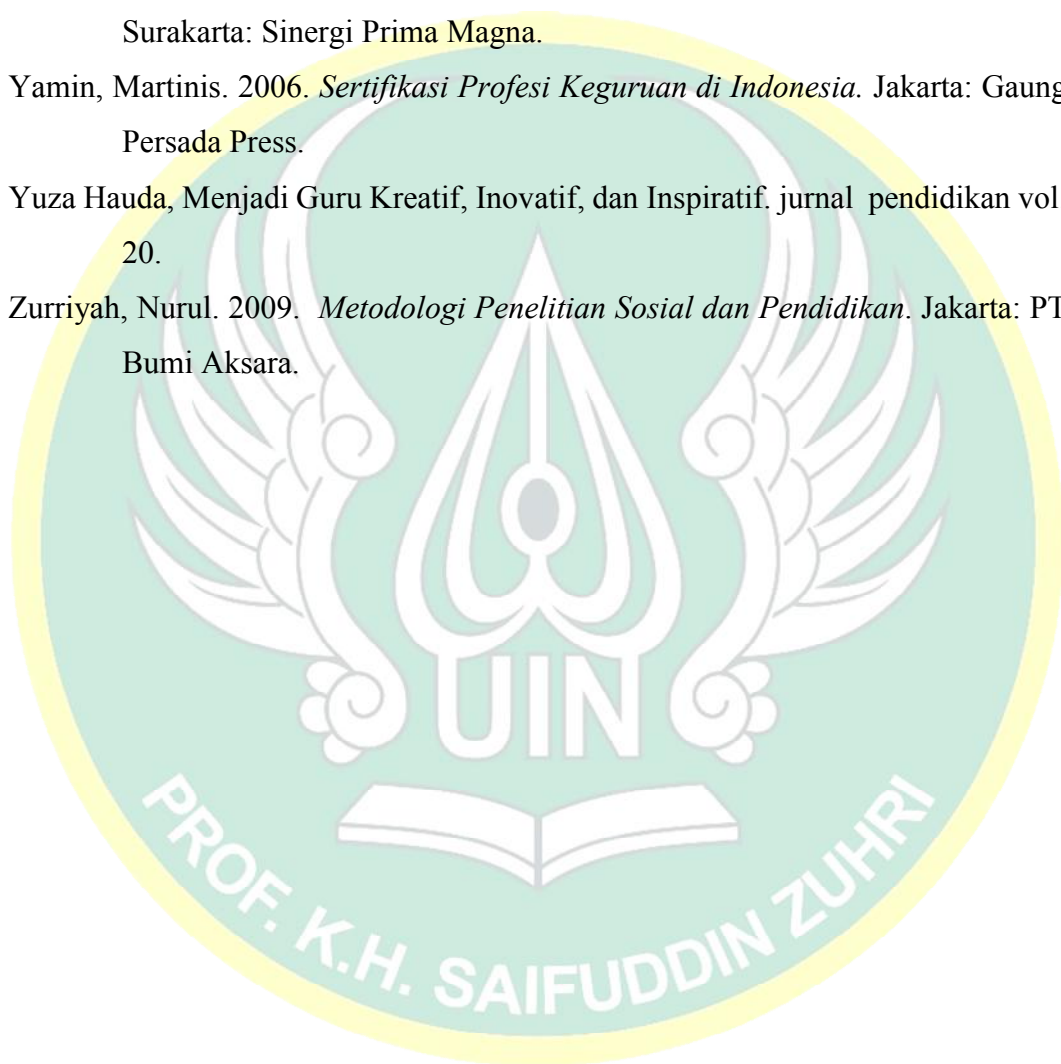 Surakarta: Sinergi Prima Magna.
Yamin, Martinis. 2006. Sertifikasi Profesi Keguruan di Indonesia. Jakarta: Gaung
Persada Press.
Yuza Hauda, Menjadi Guru Kreatif, Inovatif, dan Inspiratif. jurnal pendidikan vol
20.
Zurriyah, Nurul. 2009. Metodologi Penelitian Sosial dan Pendidikan. Jakarta: PT
Bumi Aksara.
UIN
PROF. K.H. SAIFUDDIN ZUHRI